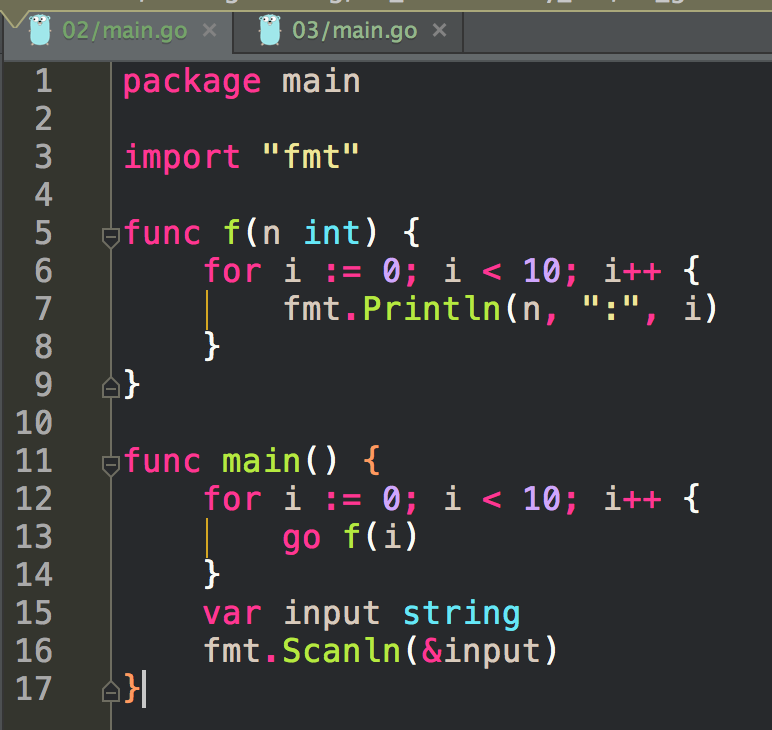 02/main.go × 03/main.go ×
1 package main
2
3 import "fmt"
4
5 func f(n int) {
6     for i := 0; i < 10; i++ {
7         fmt.Println(n, ":", i)
8     }
9 }
10
11 func main() {
12     for i := 0; i < 10; i++ {
13         go f(i)
14     }
15     var input string
16     fmt.Scanln(&input)
17 }